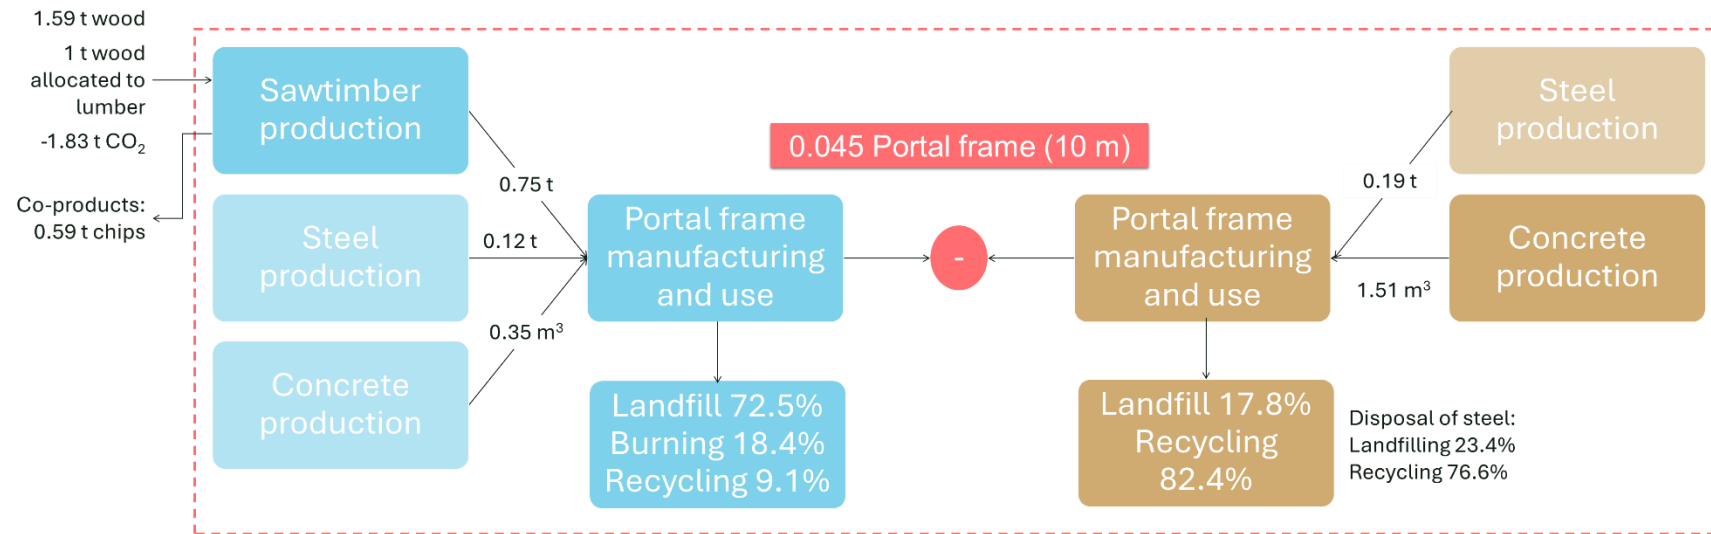 1.59 t wood
1 t wood
allocated to
lumber
-1.83 t CO₂
Co-products:
0.59 t chips
Sawtimber
production
Steel
production
Concrete
production
0.75 t
0.12 t
0.35 m³
Portal frame
manufacturing
and use
Landfill 72.5%
Burning 18.4%
Recycling 9.1%
0.045 Portal frame (10 m)
-
Portal frame
manufacturing
and use
Landfill 17.8%
Recycling
82.4%
0.19 t
1.51 m³
Steel
production
Concrete
production
Disposal of steel:
Landfilling 23.4%
Recycling 76.6%